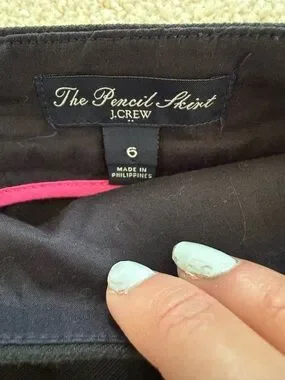 The Pencil Skirt
J.CREW
6
MADE IN
PHILIPPINES